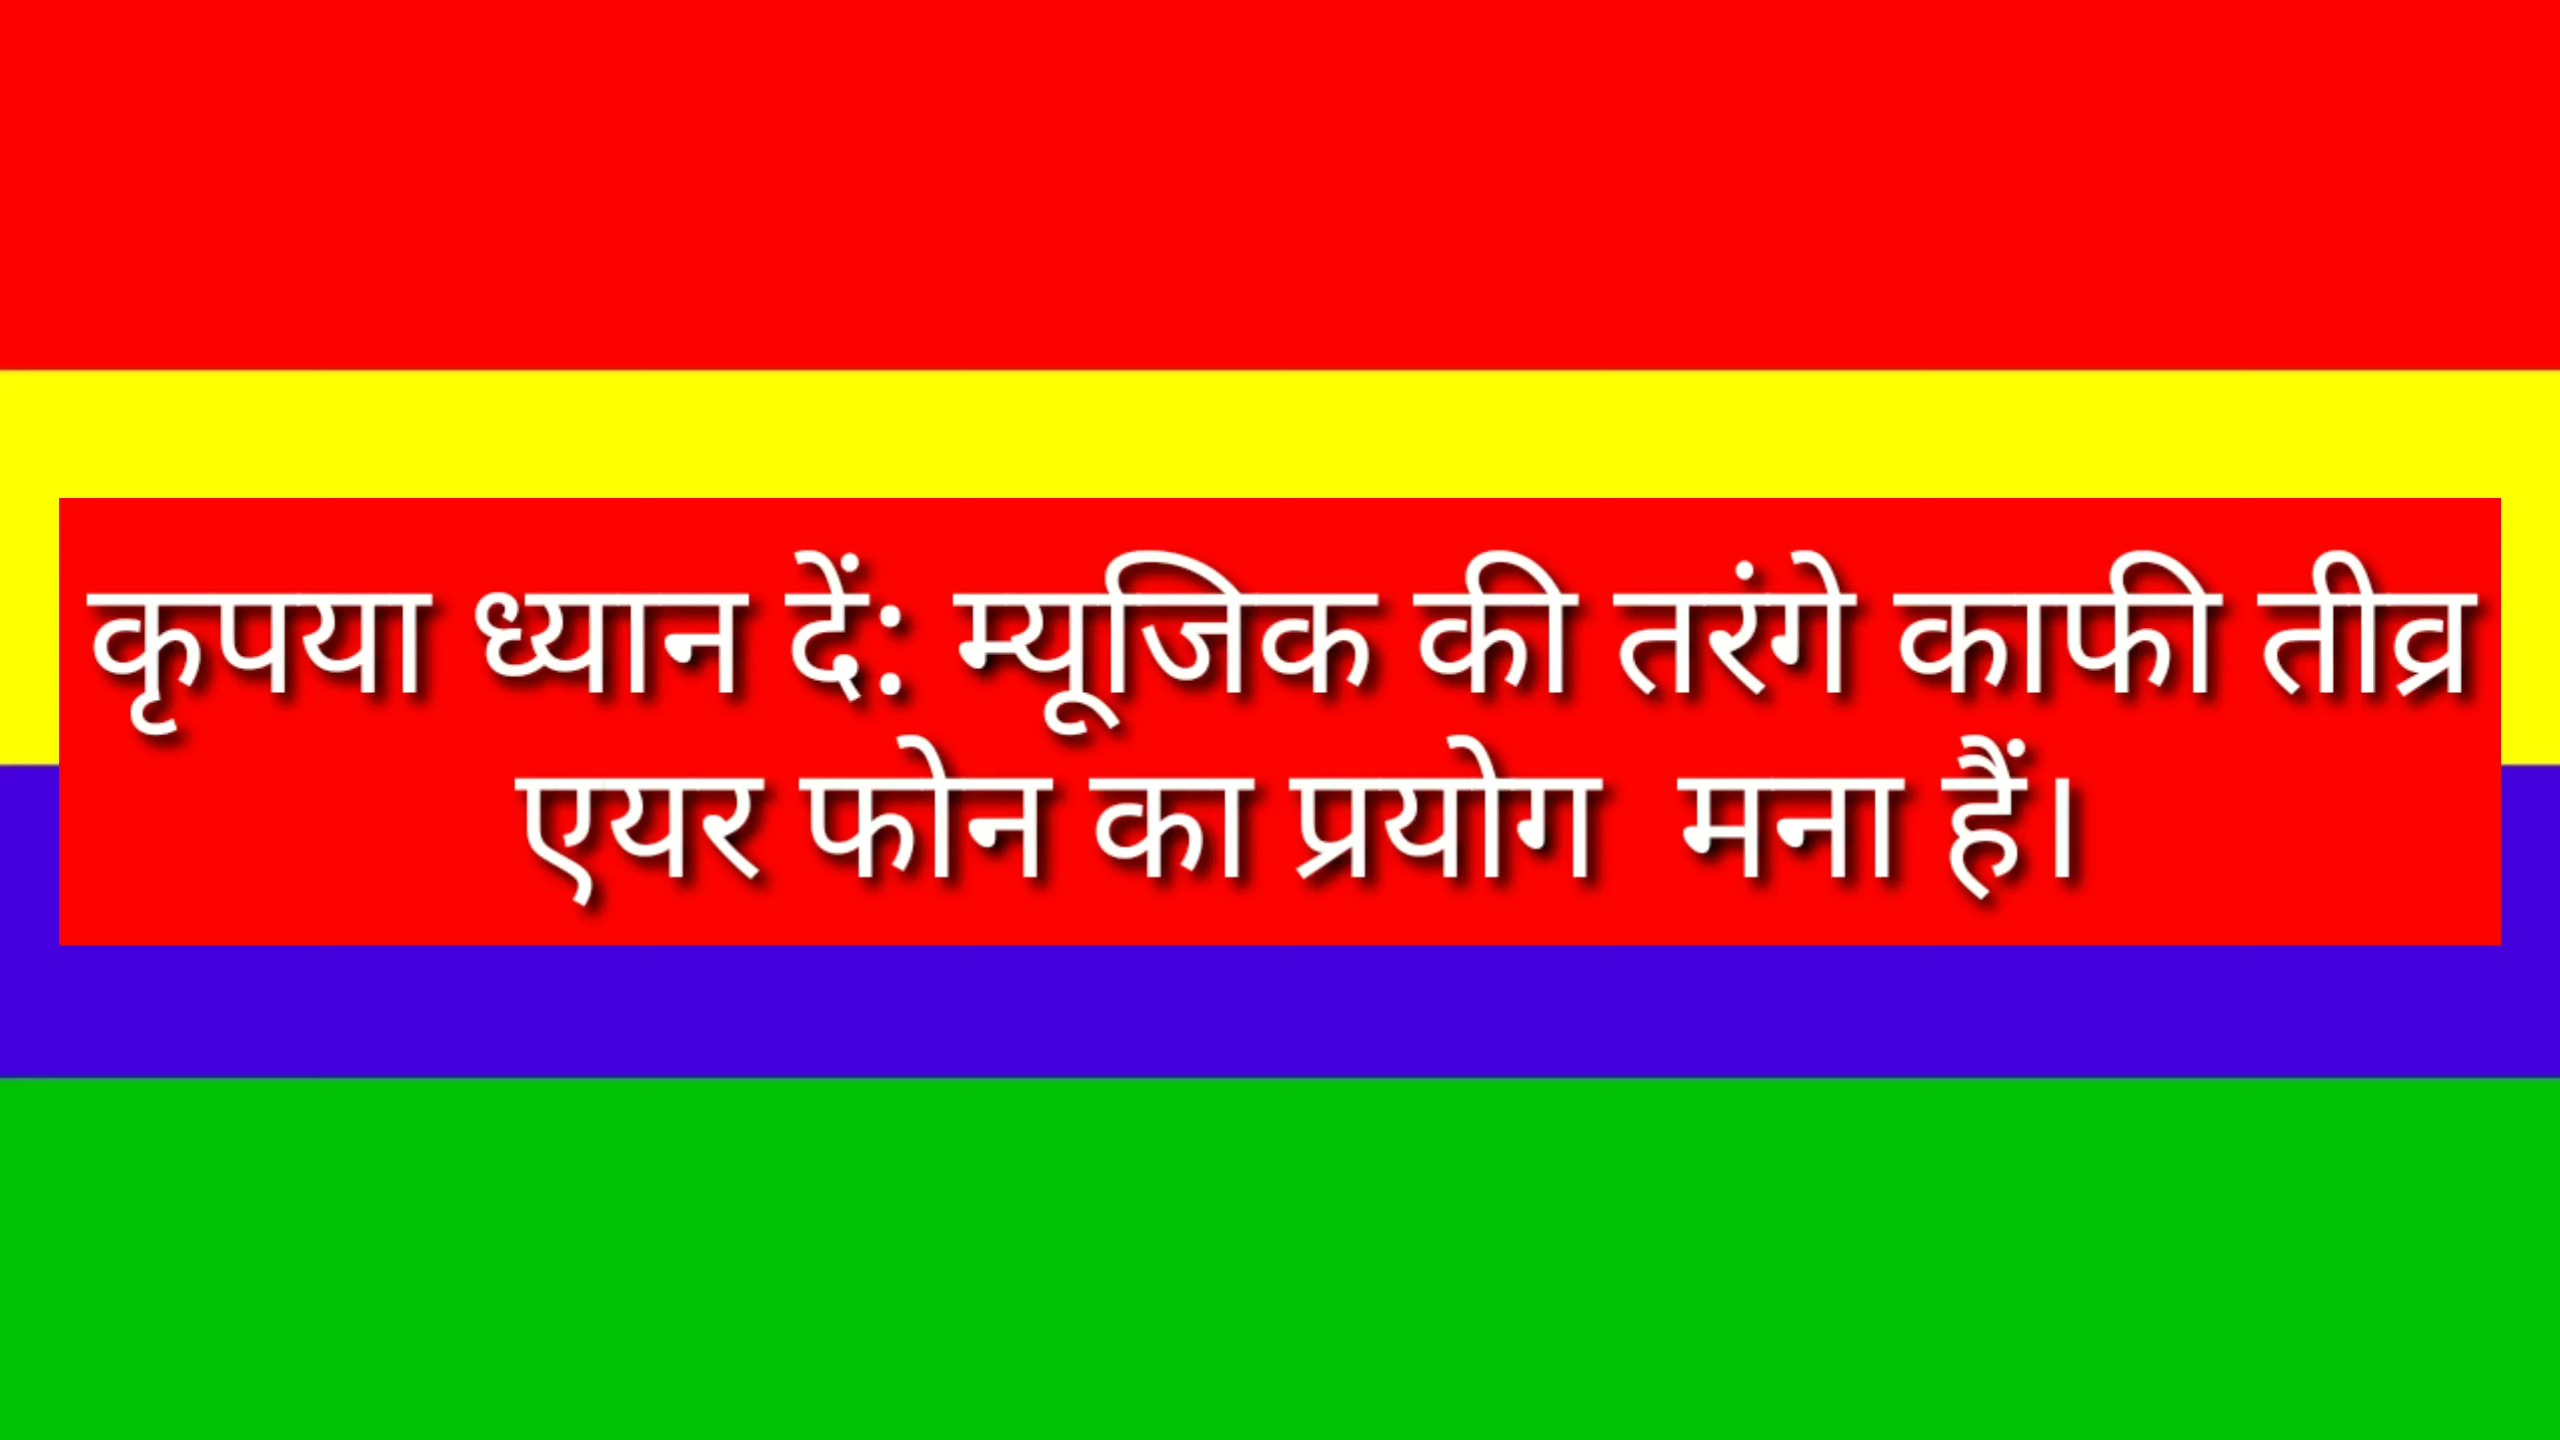 कृपया ध्यान दें: म्यूजिक की तरंगे काफी तीव्र
एयर फोन का प्रयोग  मना हैं।